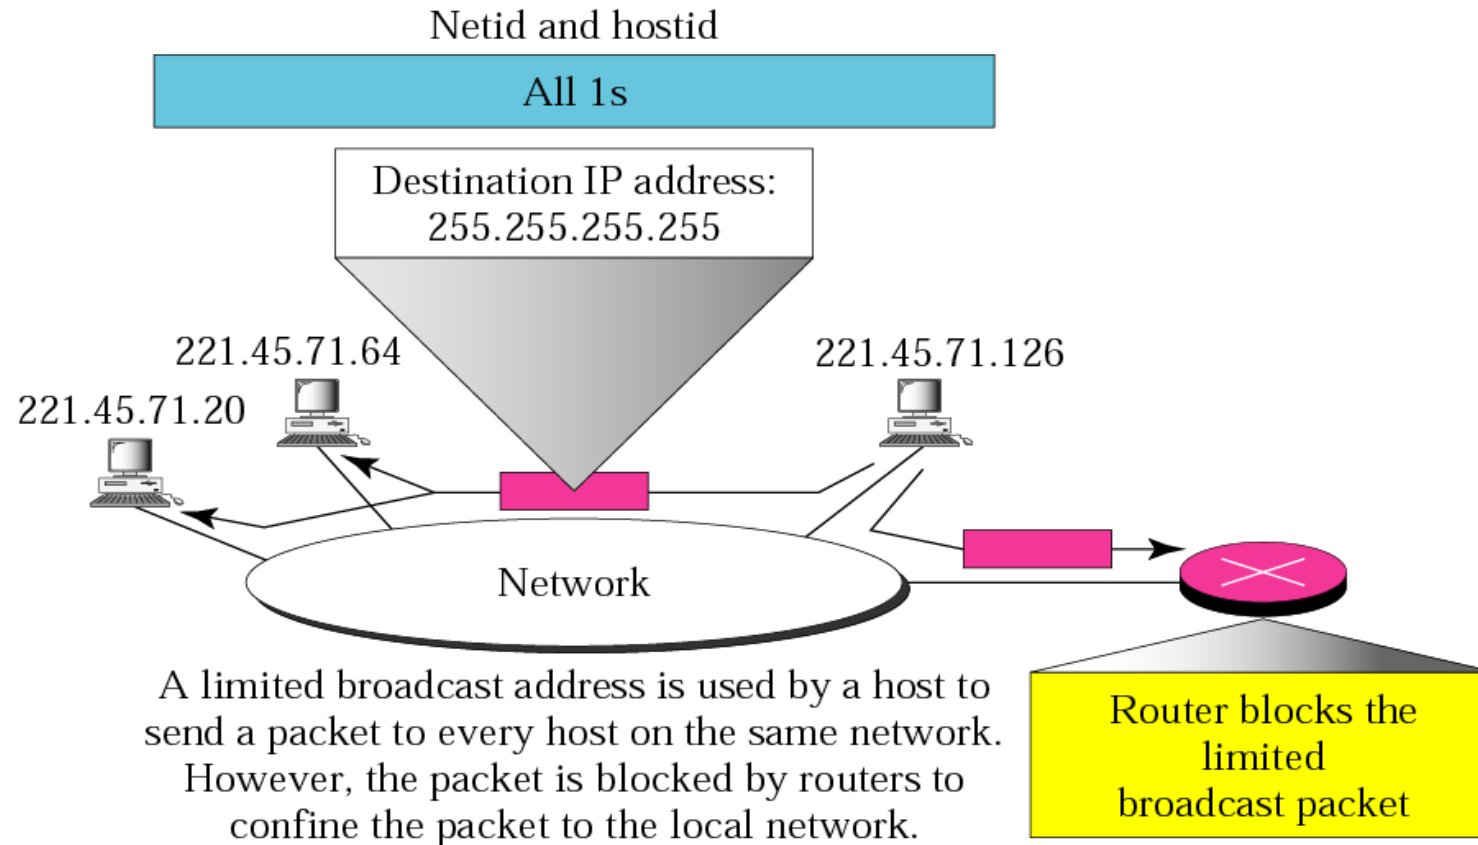 Netid and hostid
All 1s
Destination IP address:
255.255.255.255
221.45.71.64
221.45.71.126
221.45.71.20
Network
A limited broadcast address is used by a host to
send a packet to every host on the same network.
However, the packet is blocked by routers to
confine the packet to the local network.
Router blocks the
limited
broadcast packet